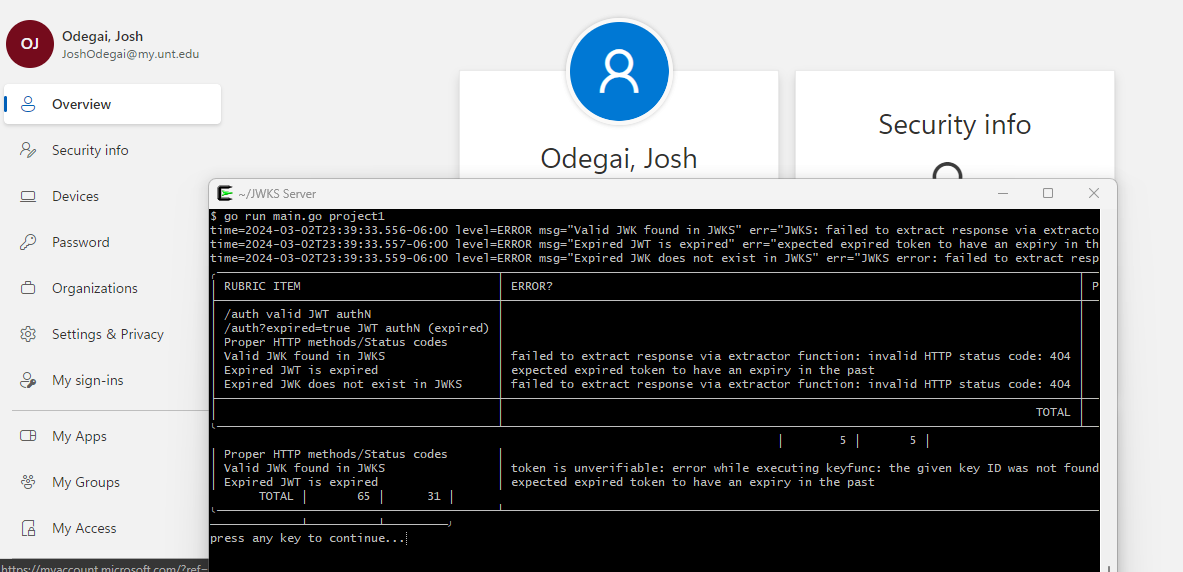 OJ
Odegai, Josh
JoshOdegai@my.unt.edu
Overview
Security info
Devices
Password
Organizations
Settings & Privacy
My sign-ins
My Apps
My Groups
My Access
https://myaccount.microsoft.com/?ref=
Odegai, Josh
Security info
~/JWKS Server
$ go run main.go project1
time=2024-03-02T23:39:33.556-06:00 level=ERROR msg="Valid JWK found in JWKS" err="JWKS: failed to extract response via extracto
time=2024-03-02T23:39:33.557-06:00 level=ERROR msg="Expired JWT is expired" err="expected expired token to have an expiry in th
time=2024-03-02T23:39:33.559-06:00 level=ERROR msg="Expired JWK does not exist in JWKS" err="JWKS error: failed to extract resp
RUBRIC ITEM ERROR? P
/auth valid JWT authN
/auth?expired=true JWT authN (expired)
Proper HTTP methods/Status codes
Valid JWK found in JWKS failed to extract response via extractor function: invalid HTTP status code: 404
Expired JWT is expired expected expired token to have an expiry in the past
Expired JWK does not exist in JWKS failed to extract response via extractor function: invalid HTTP status code: 404
TOTAL
5 5
Proper HTTP methods/Status codes
Valid JWK found in JWKS token is unverifiable: error while executing keyfunc: the given key ID was not found
Expired JWT is expired expected expired token to have an expiry in the past
TOTAL 65 31
press any key to continue...